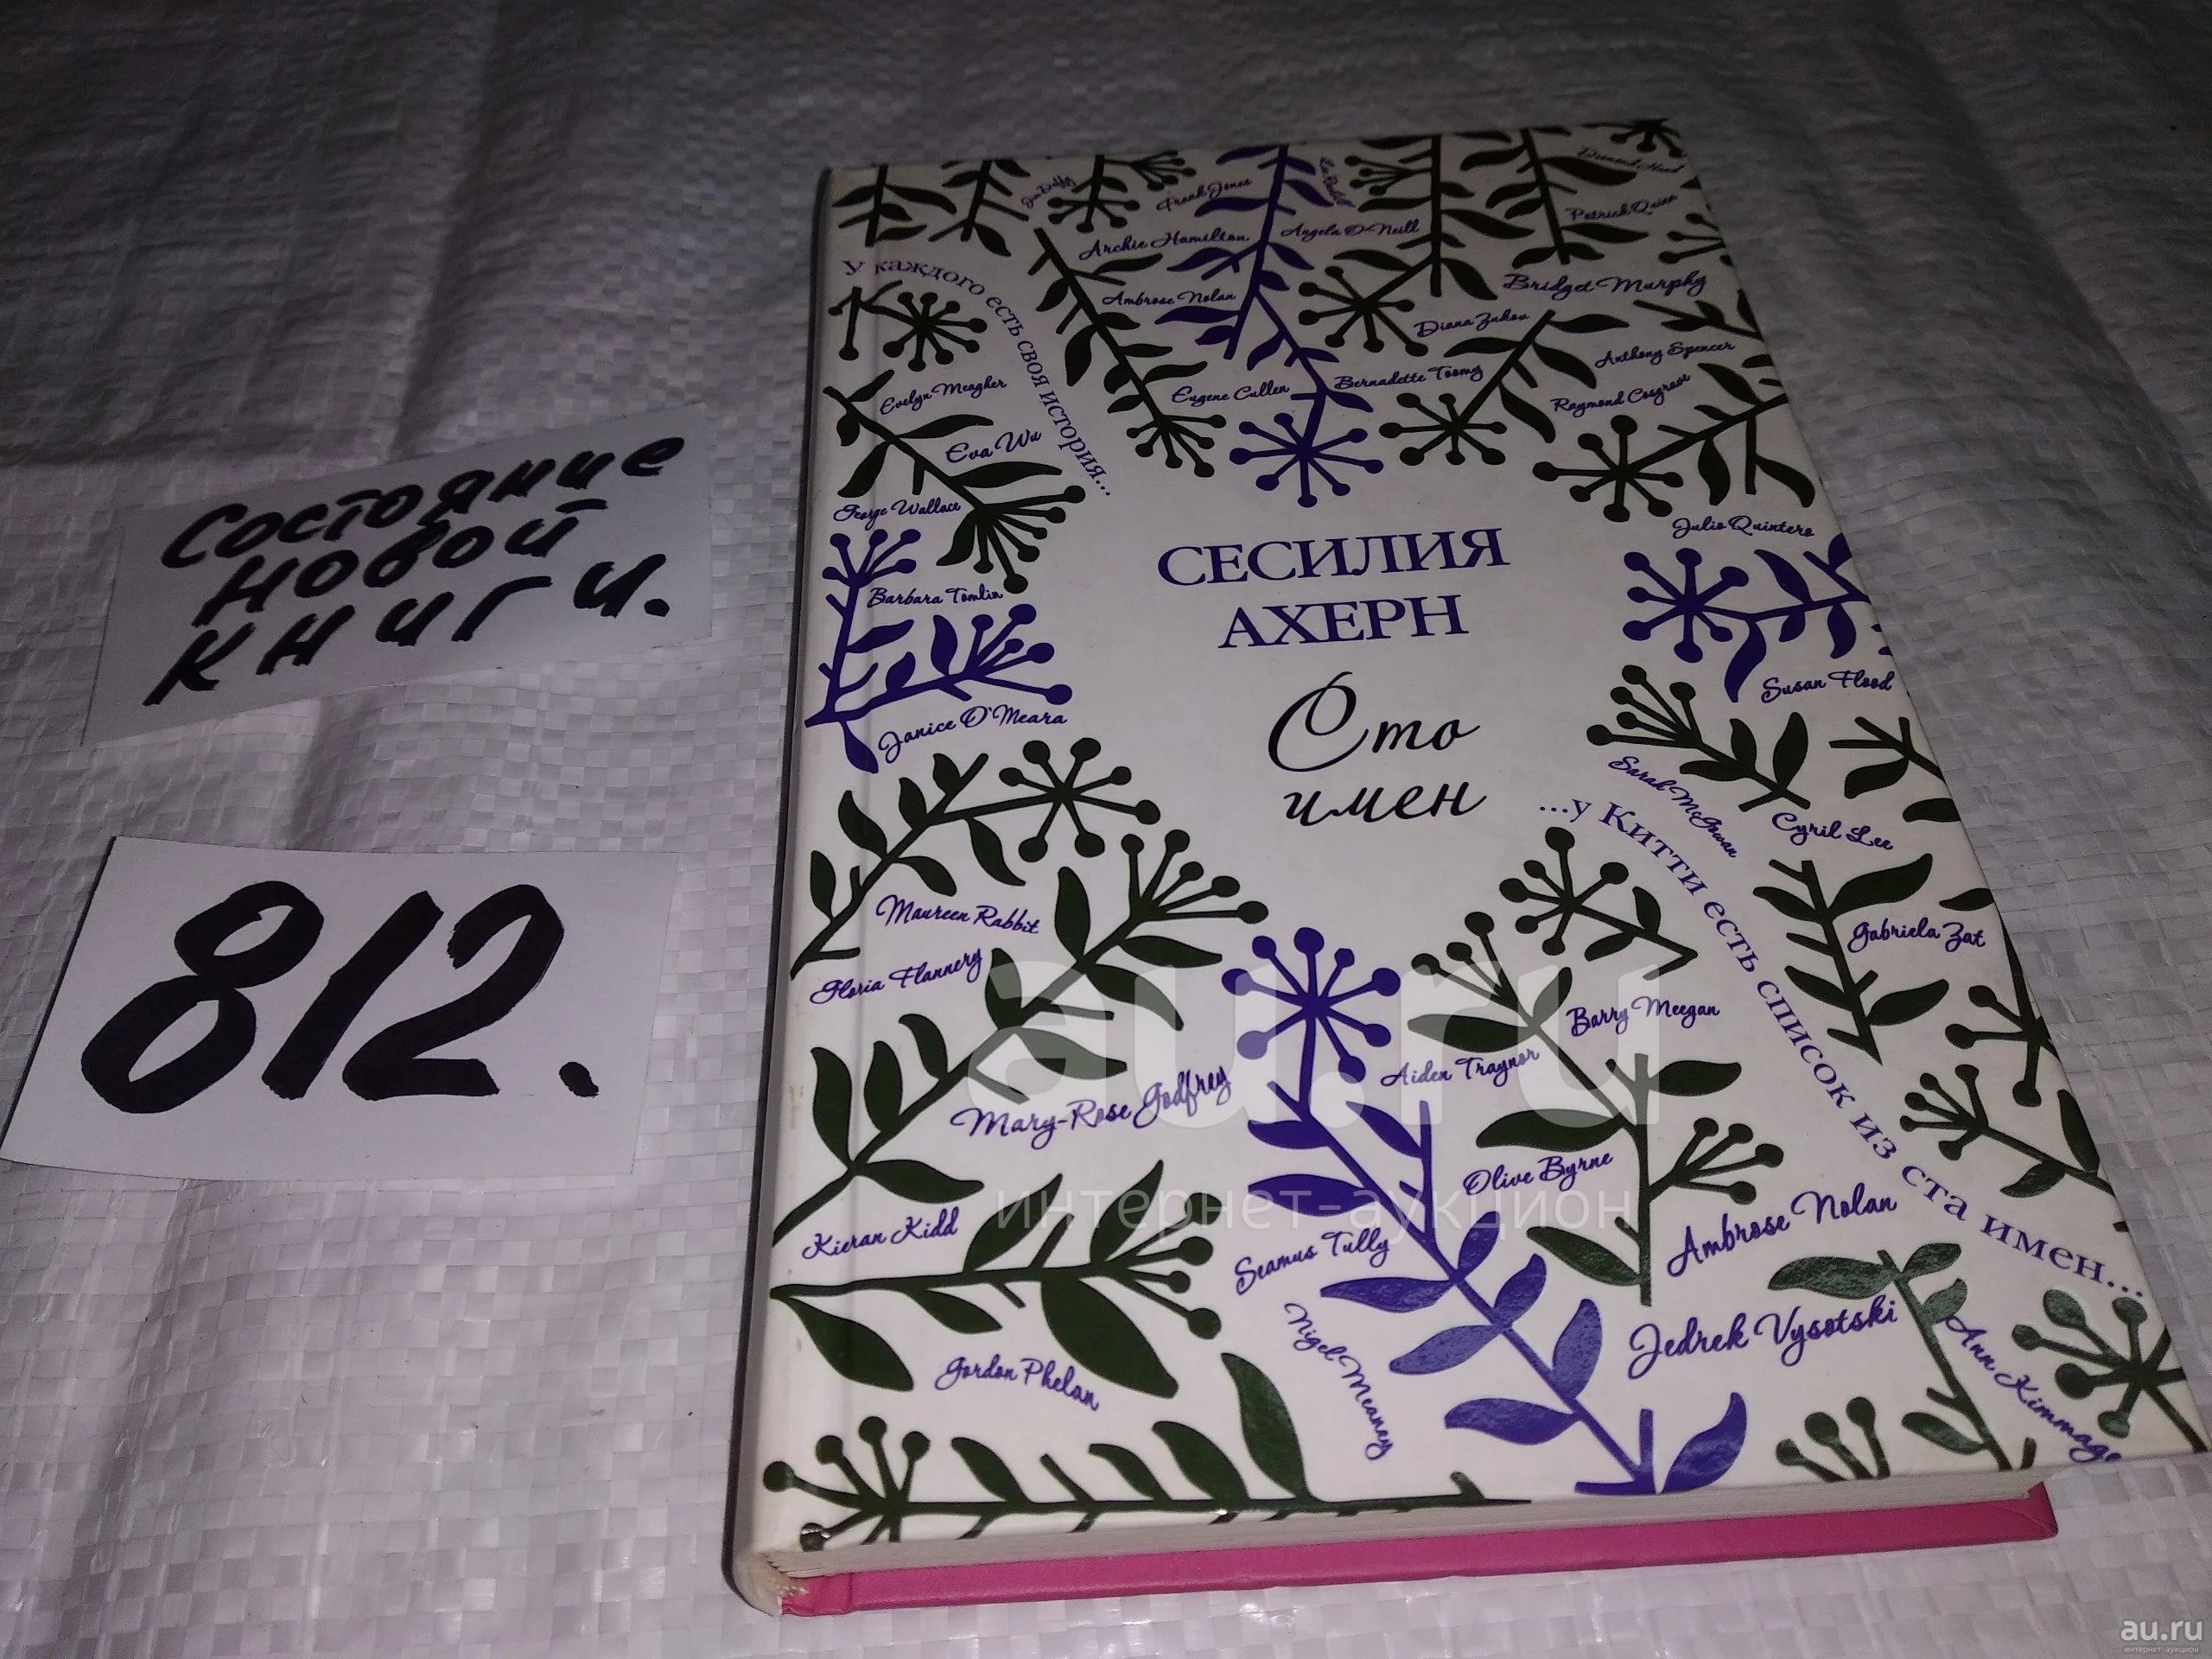 Состояние
новой
книги.
812.
Frank Jones
Archie Hamilton
Angela O'Neill
Patrick Quinn
У каждого есть своя история...
Ambrose Nolan
Bridget Murphy
Diana Zukov
Anthony Spencer
Evelyn Meagher
Eugene Cullen
Bernadette Toomy
Raymond Cosgrave
Eva Wu
George Wallace
Julio Quintero
СЕСИЛИЯ
АХЕРН
Barbara Tomlin
Susan Flood
Janice O'Meara
Сто
имен
Sarah McGowan
...у Китти есть список из ста имен...
Cyril Lee
Maureen Rabbit
Gabriela Zat
Gloria Flannery
Barry Meegan
Aiden Traynor
Mary-Rose Godfrey
Olive Byrne
Ambrose Nolan
Kieran Kidd
Seamus Tully
Jedrek Vysotski
Nigel Meaney
Ann Kimmage
Gordon Phelan
au.ru
интернет-аукцион
au.ru
интернет-аукцион